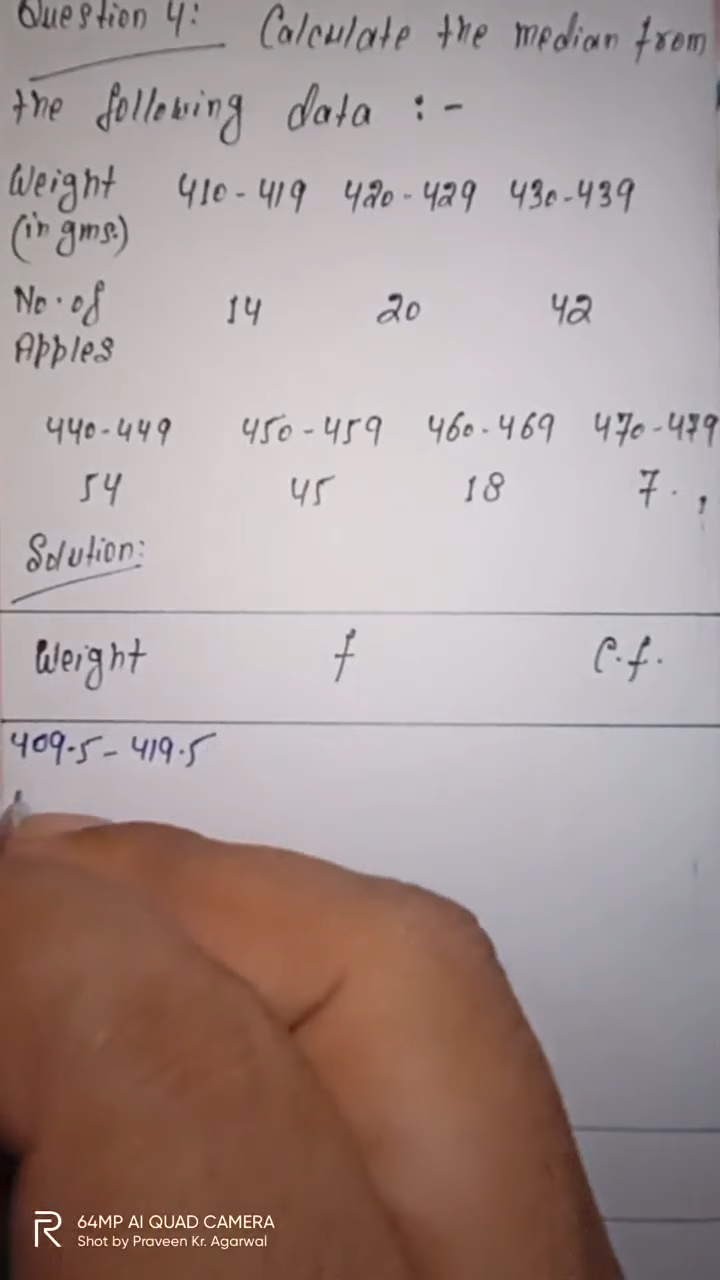 Question 4: Calculate the median from
the following data :-
Weight 410-419 420-429 430-439
(in gms.)
No. of 14 20 42
Apples
440-449 450-459 460-469 470-479
54 45 18 7.,
Solution:
Weight f C.f.
409.5-419.5
R 64MP AI QUAD CAMERA
Shot by Praveen Kr. Agarwal